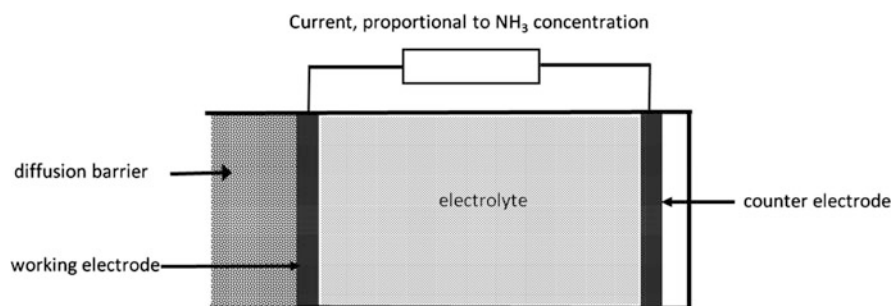 Current, proportional to NH₃ concentration
diffusion barrier
electrolyte
counter electrode
working electrode